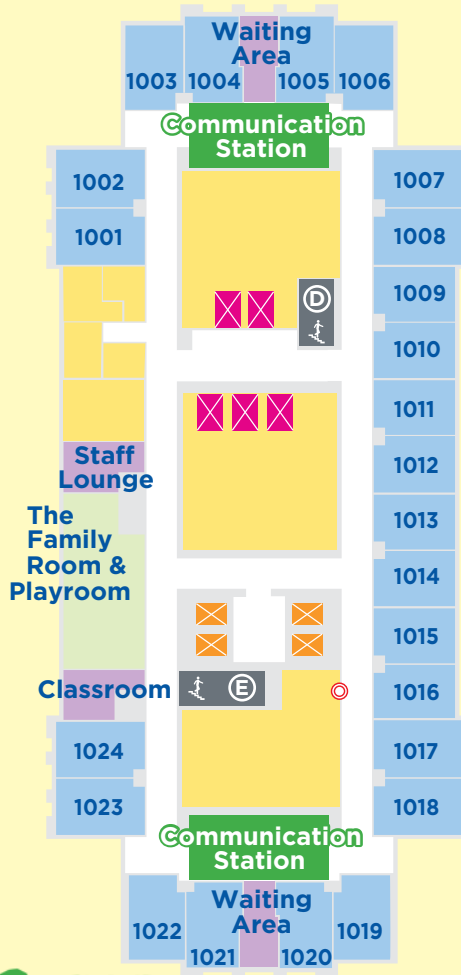 Waiting
Area
1003 1004 1005 1006
Communication
Station
1002
1001
1007
1008
D
1009
1010
1011
1012
Staff
Lounge
The
Family
Room &
Playroom
1013
1014
1015
1016
Classroom
E
1024
1023
1017
1018
Communication
Station
Waiting
Area
1022 1021 1020 1019